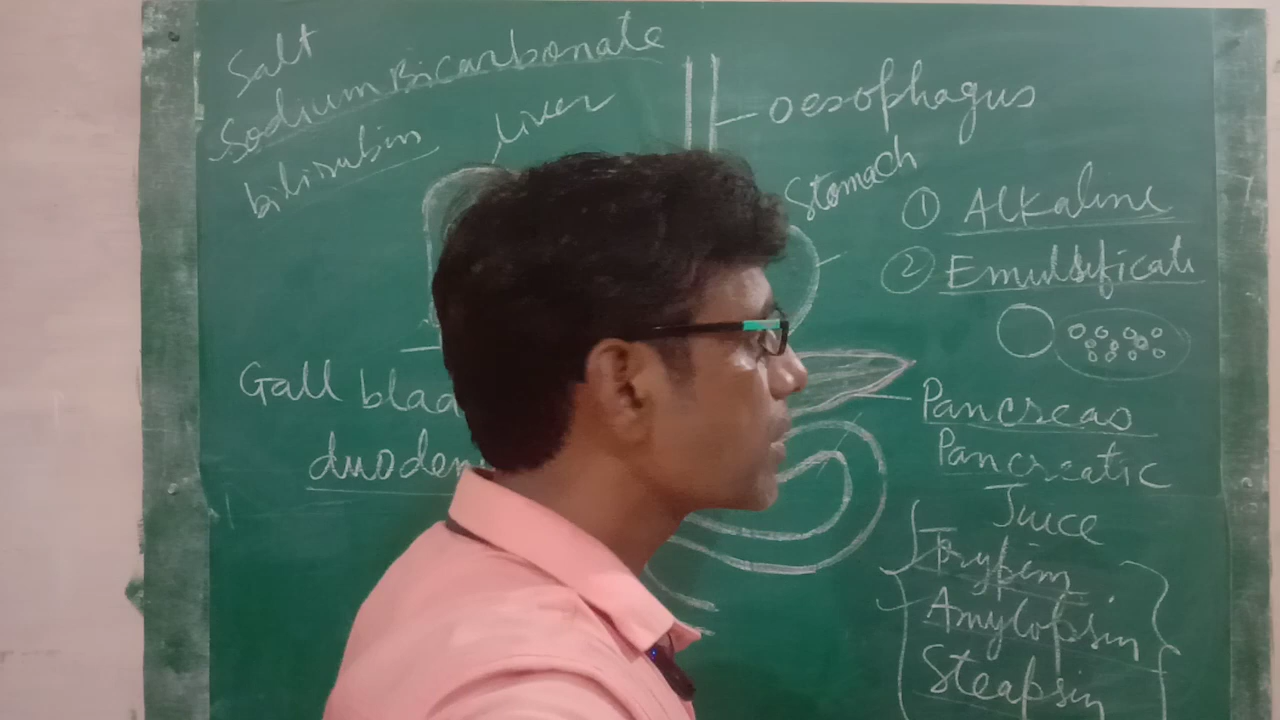 Salt
Sodium Bicarbonate
bilirubin
liver
oesophagus
Stomach
① Alkaline
② Emulsificati
Gall blad
duoden
Pancreas
Pancreatic
Juice
Trypsin
Amylopsin
Steapsin